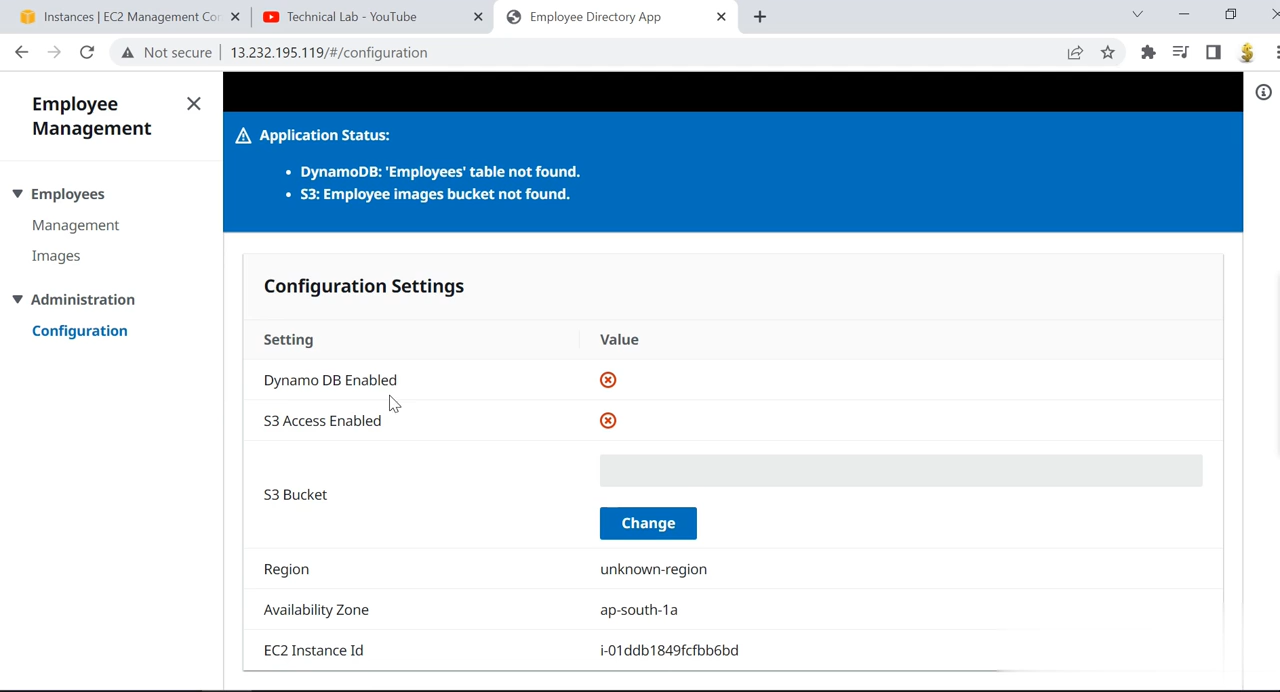 Instances | EC2 Management Co
Technical Lab - YouTube
Employee Directory App
Not secure
13.232.195.119/#/configuration
Employee
Management
Employees
Management
Images
Administration
Configuration
Application Status:
• DynamoDB: 'Employees' table not found.
• S3: Employee images bucket not found.
Configuration Settings
Setting
Value
Dynamo DB Enabled
S3 Access Enabled
S3 Bucket
Change
Region
unknown-region
Availability Zone
ap-south-1a
EC2 Instance Id
i-01ddb1849fcfbb6bd